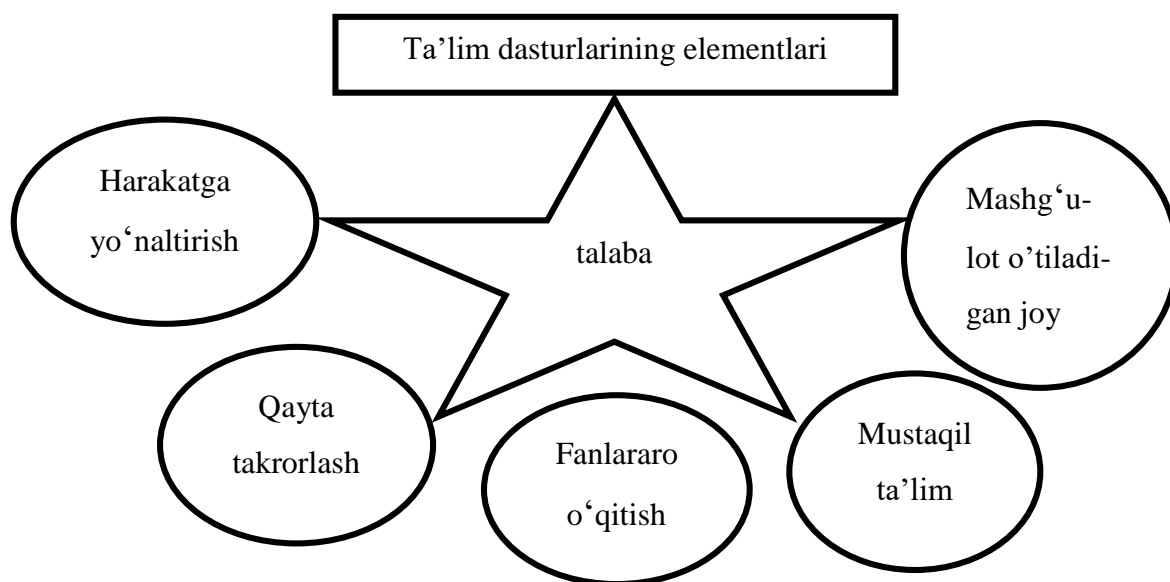 Ta’lim dasturlarining elementlari
Harakatga
yo‘naltirish
talaba
Mashg‘u-
lot o’tiladi-
gan joy
Qayta
takrorlash
Fanlararo
o‘qitish
Mustaqil
ta’lim